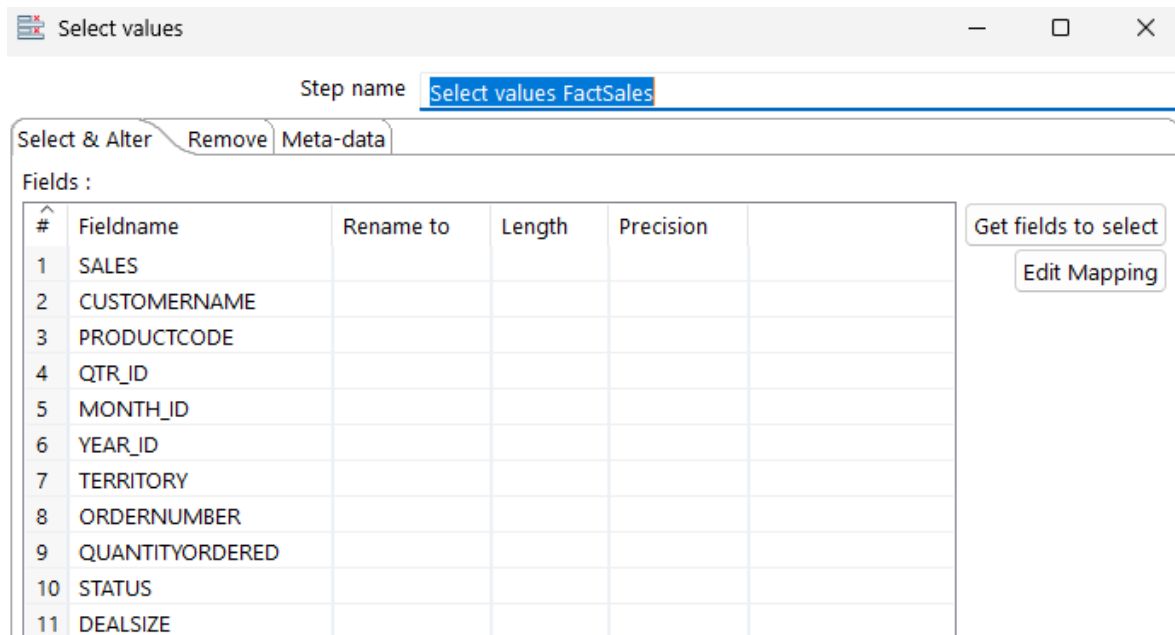 Select values
Step name Select values FactSales
Select & Alter Remove Meta-data
Fields :
# Fieldname Rename to Length Precision Get fields to select
1 SALES Edit Mapping
2 CUSTOMERNAME
3 PRODUCTCODE
4 QTR_ID
5 MONTH_ID
6 YEAR_ID
7 TERRITORY
8 ORDERNUMBER
9 QUANTITYORDERED
10 STATUS
11 DEALSIZE